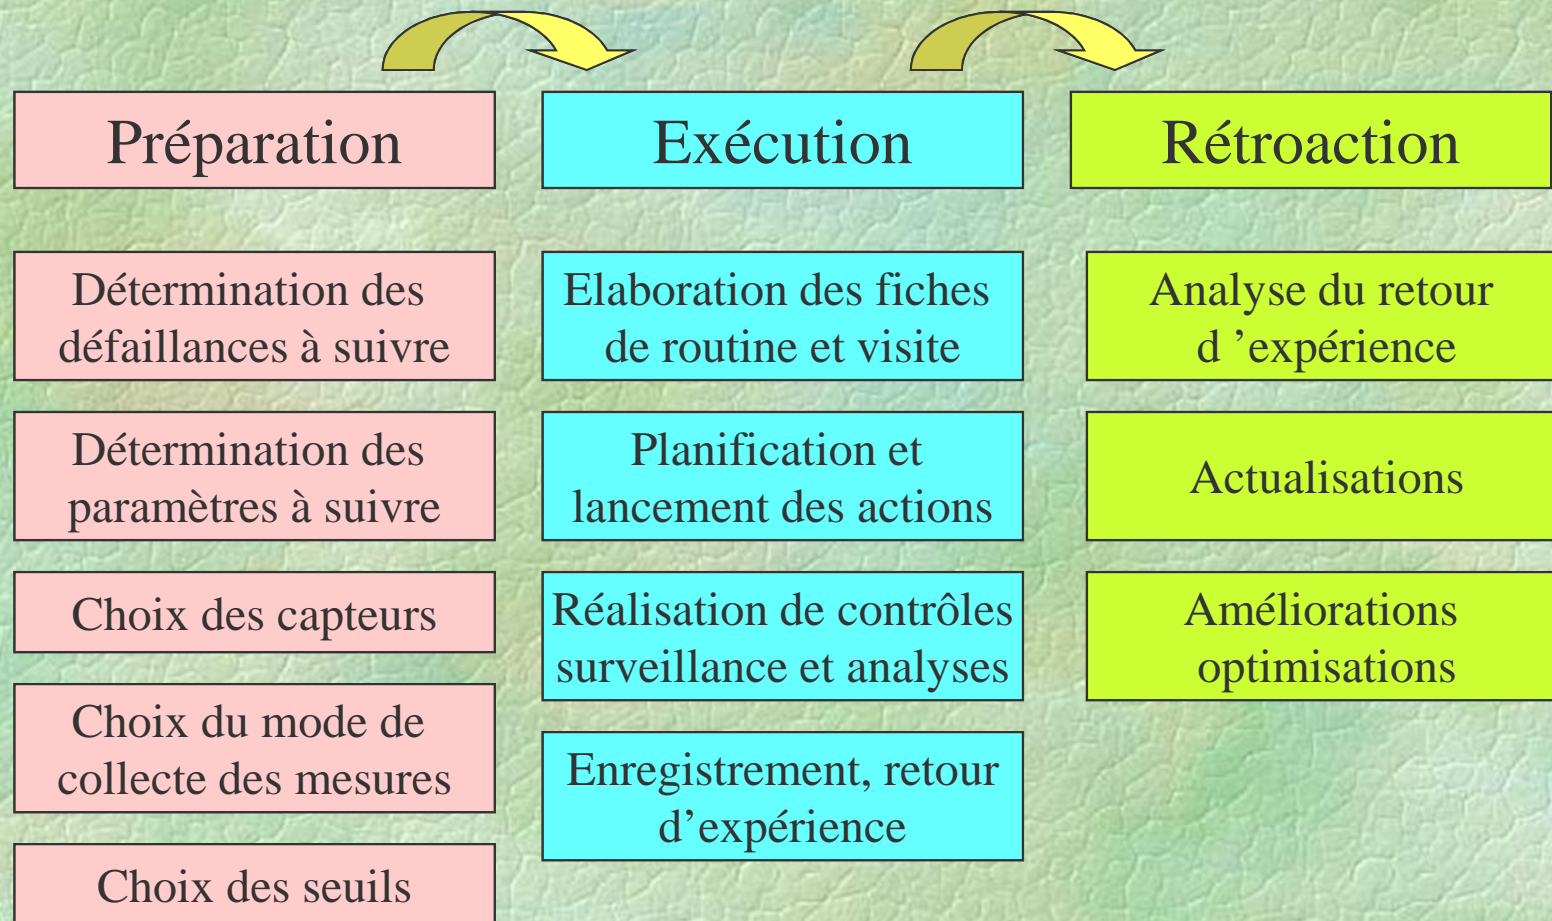 Préparation
Exécution
Rétroaction
Détermination des
défaillances à suivre
Détermination des
paramètres à suivre
Choix des capteurs
Choix du mode de
collecte des mesures
Choix des seuils
Elaboration des fiches
de routine et visite
Planification et
lancement des actions
Réalisation de contrôles
surveillance et analyses
Enregistrement, retour
d’expérience
Analyse du retour
d ’expérience
Actualisations
Améliorations
optimisations